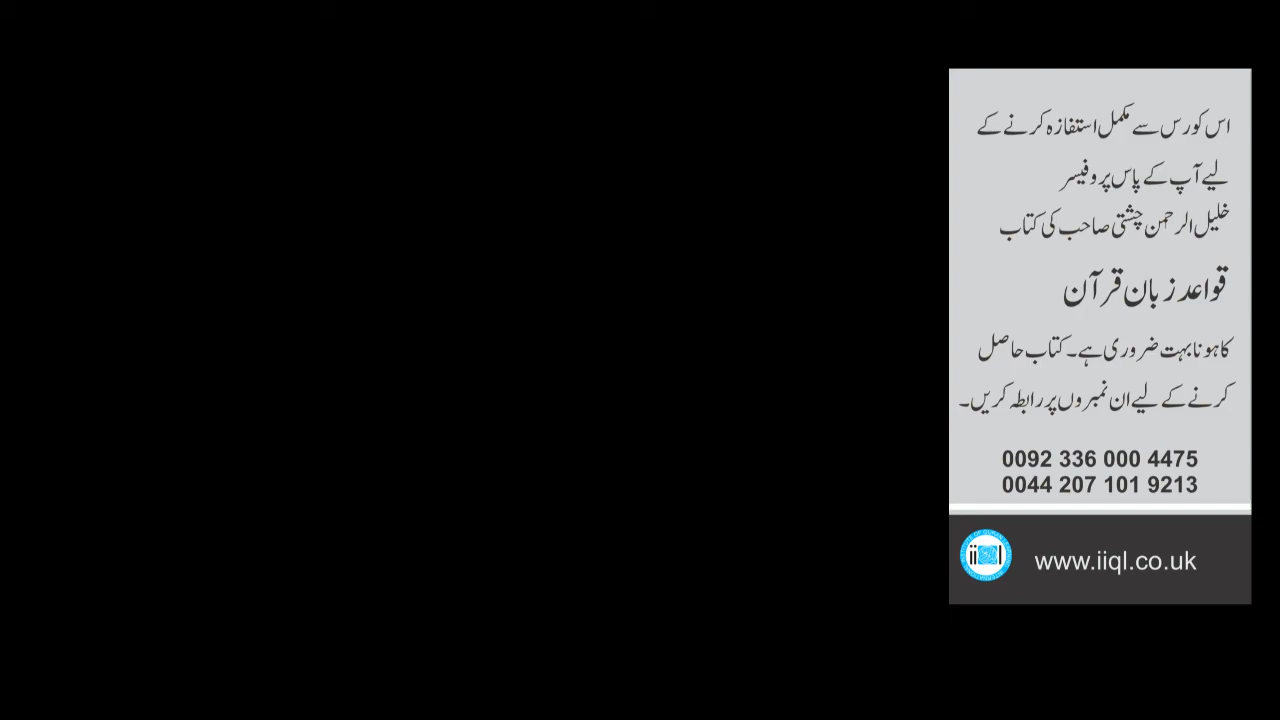 اس کورس سے مکمل استفازہ کرنے کے
لیے آپ کے پاس پروفیسر
خلیل الرحمن چشتی صاحب کی کتاب
قواعد زبان قرآن
کا ہونا بہت ضروری ہے۔ کتاب حاصل
کرنے کے لیے ان نمبروں پر رابطہ کریں۔
0092 336 000 4475
0044 207 101 9213
www.iiql.co.uk